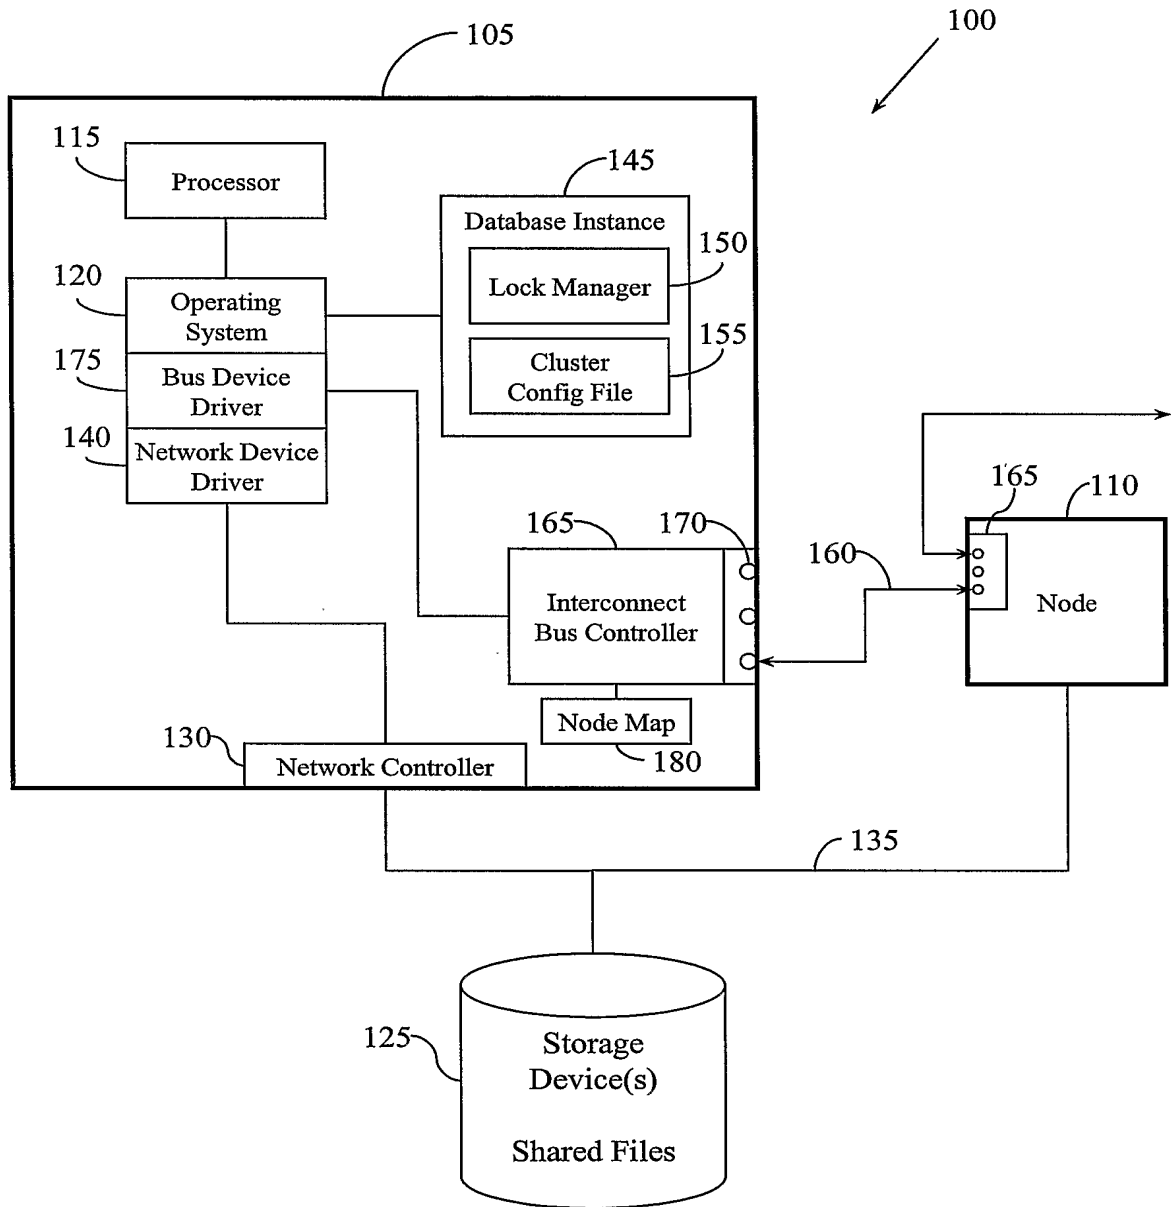 100
105
115
Processor
145
Database Instance
150
Lock Manager
120
Operating
System
155
Cluster
Config File
175
Bus Device
Driver
140
Network Device
Driver
165
170
Interconnect
Bus Controller
160
165
110
Node
Node Map
180
130
Network Controller
135
125
Storage
Device(s)
Shared Files